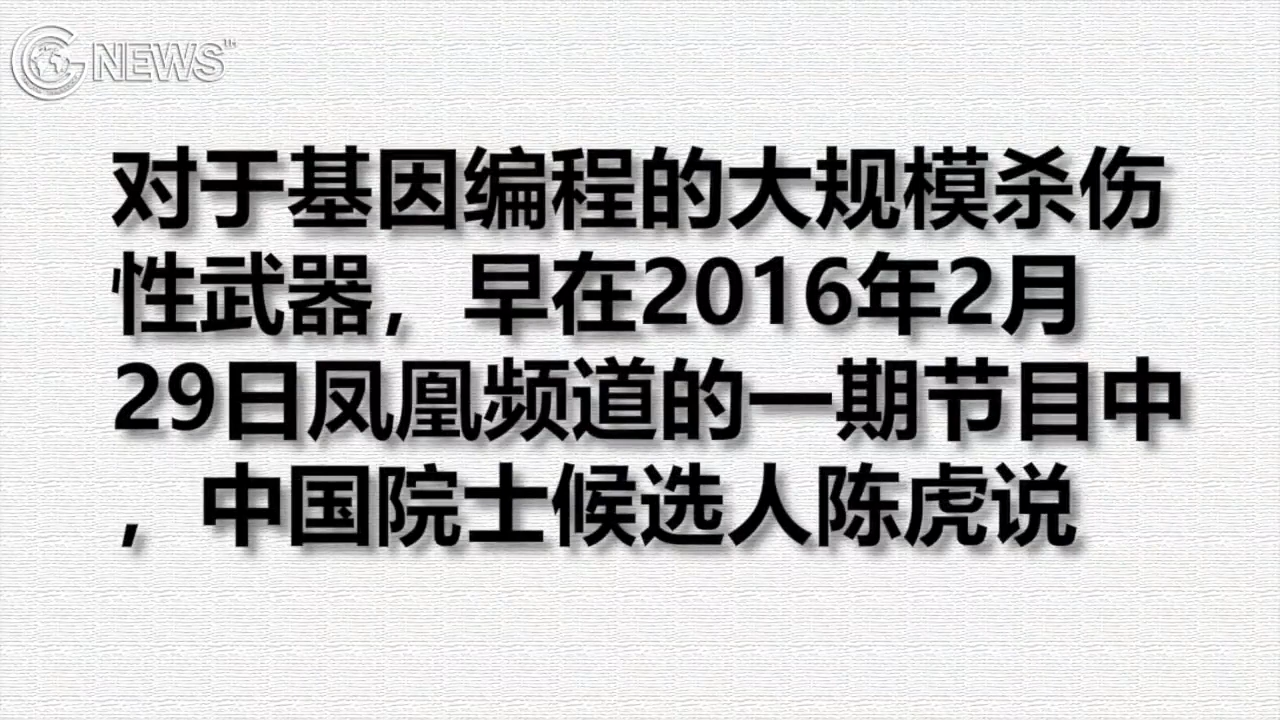 G NEWS TM
对于基因编程的大规模杀伤
性武器，早在2016年2月
29日凤凰频道的一期节目中
，中国院士候选人陈虎说